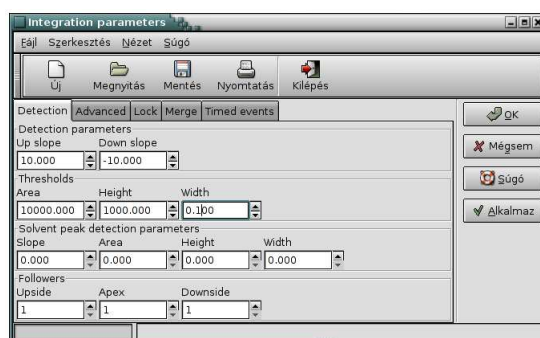 Integration parameters
Fájl Szerkesztés Nézet Súgó
Új Megnyitás Mentés Nyomtatás Kilépés
Detection Advanced Lock Merge Timed events
Detection parameters
Up slope Down slope
10.000 -10.000
Thresholds
Area Height Width
10000.000 1000.000 0.100
Solvent peak detection parameters
Slope Area Height Width
0.000 0.000 0.000 0.000
Followers
Upside Apex Downside
1 1 1
OK
Mégsem
Súgó
Alkalmaz